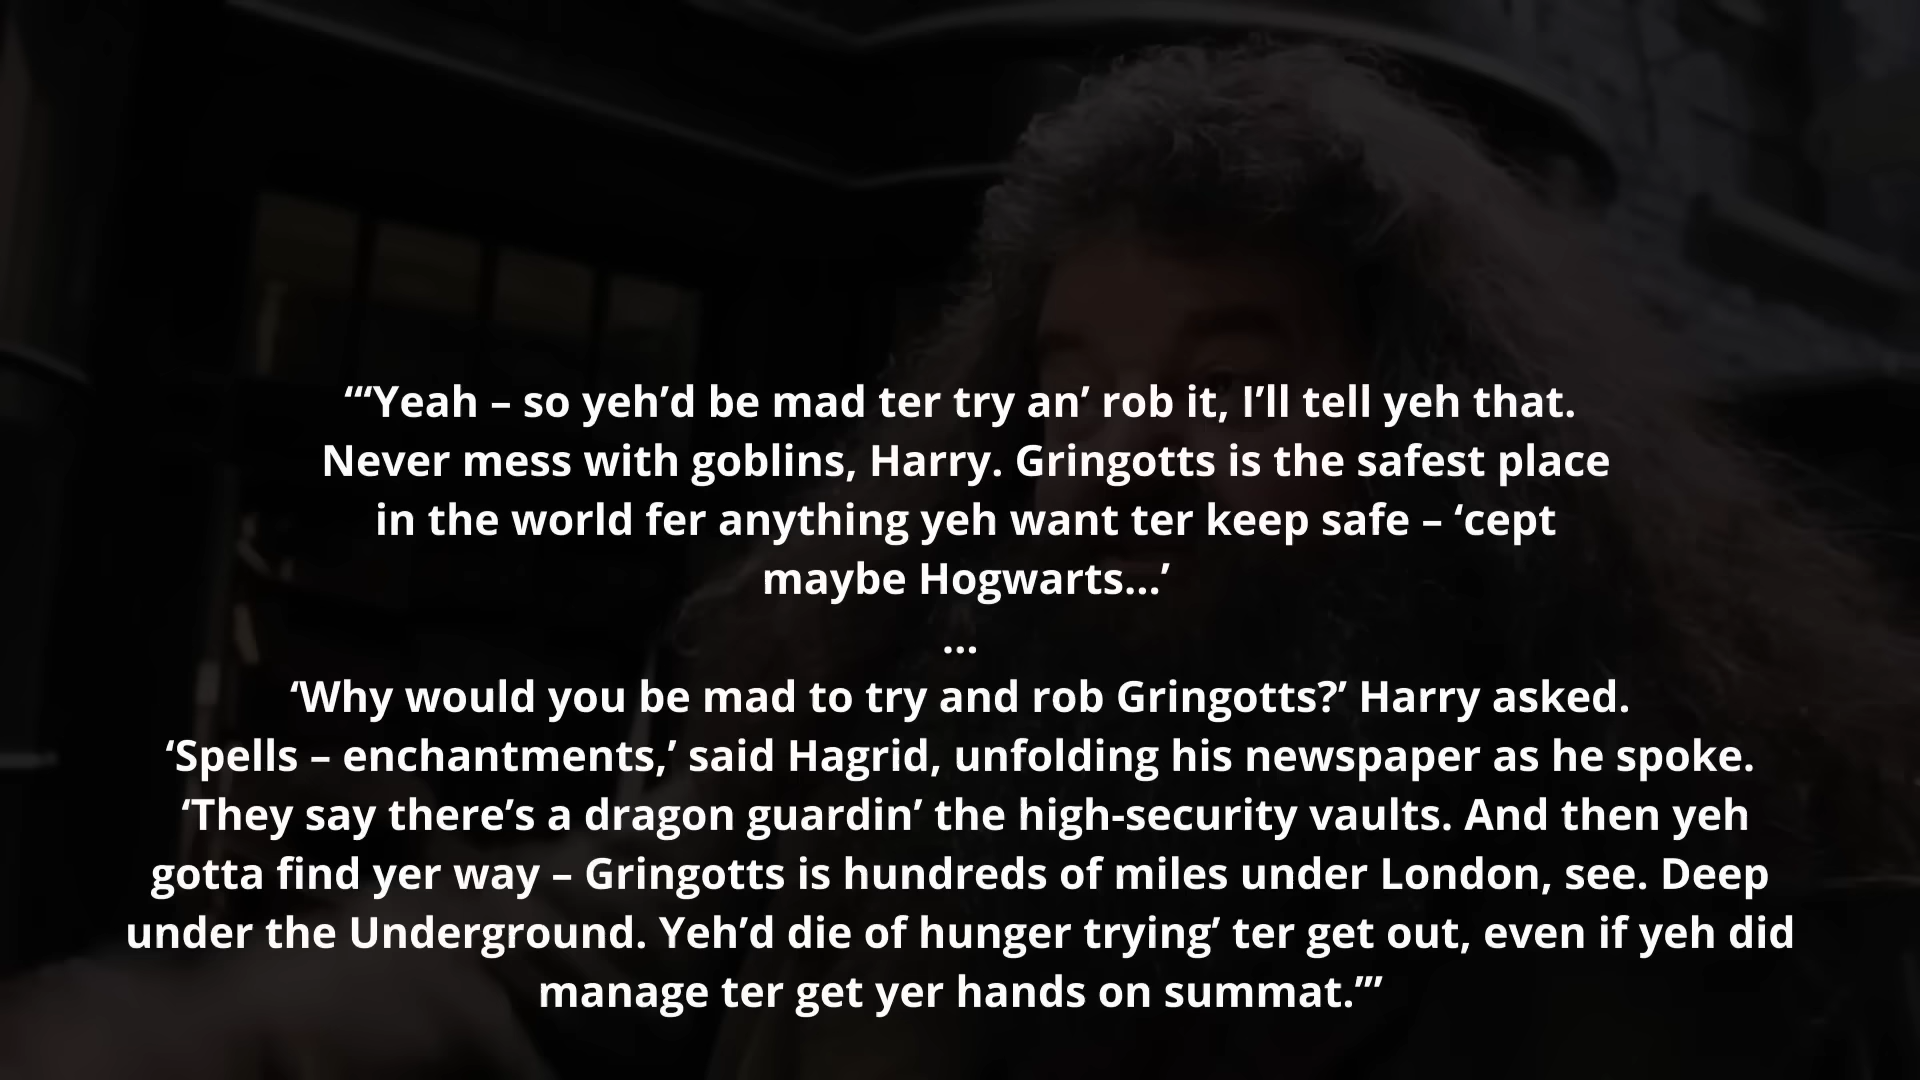 “‘Yeah – so yeh’d be mad ter try an’ rob it, I’ll tell yeh that.
Never mess with goblins, Harry. Gringotts is the safest place
in the world fer anything yeh want ter keep safe – ‘cept
maybe Hogwarts...’
...
‘Why would you be mad to try and rob Gringotts?’ Harry asked.
‘Spells – enchantments,’ said Hagrid, unfolding his newspaper as he spoke.
‘They say there’s a dragon guardin’ the high-security vaults. And then yeh
gotta find yer way – Gringotts is hundreds of miles under London, see. Deep
under the Underground. Yeh’d die of hunger trying’ ter get out, even if yeh did
manage ter get yer hands on summat.’”